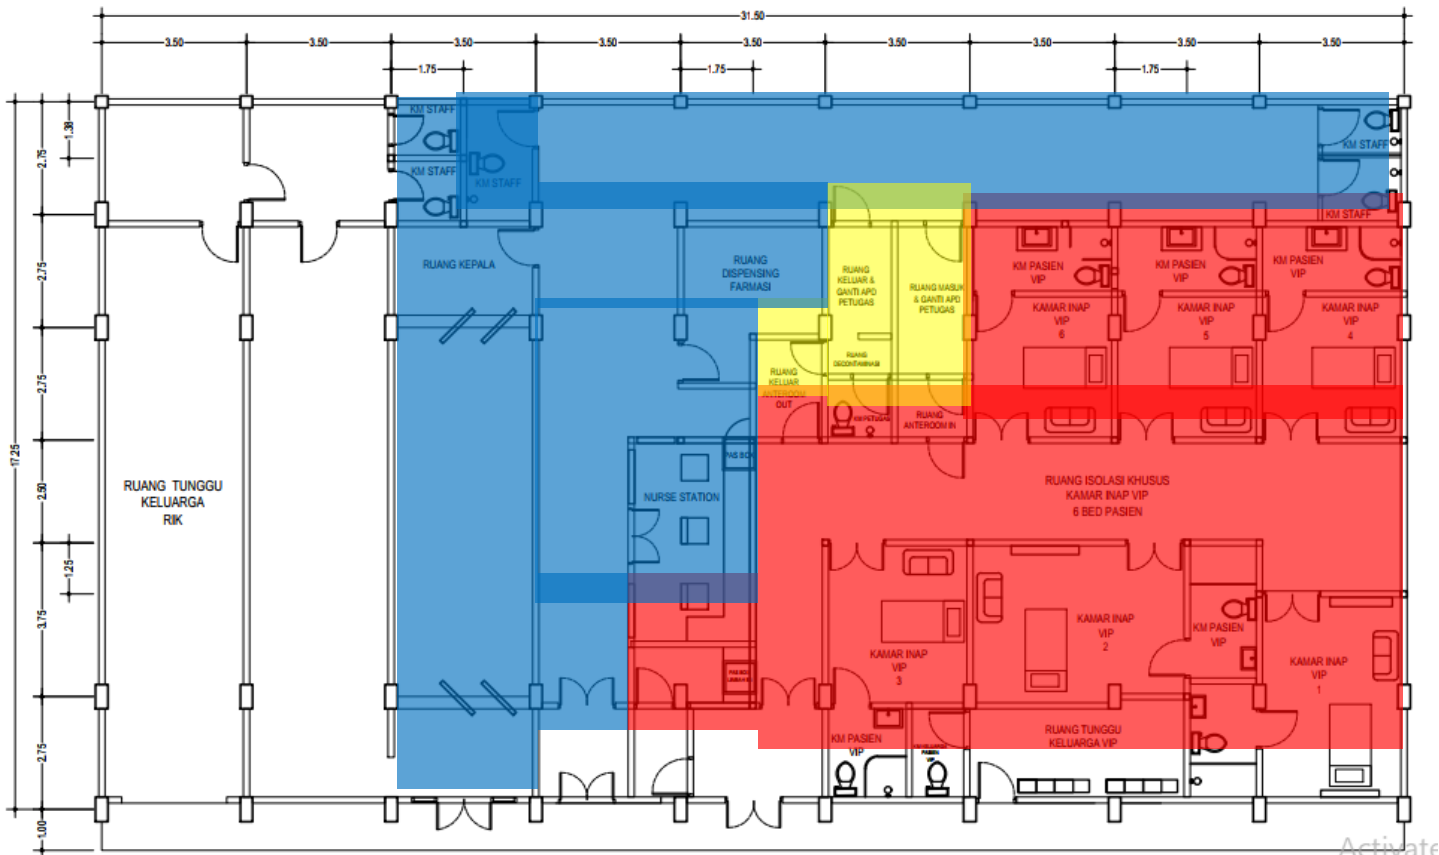 31.50
3.50
3.50
3.50
3.50
3.50
3.50
3.50
3.50
3.50
1.75
1.75
1.75
1.38
2.75
2.75
2.75
2.50
17.25
1.25
3.75
2.75
1.00
KM STAFF
KM STAFF
KM STAFF
KM STAFF
KM STAFF
RUANG KEPALA
RUANG
DISPENSING
FARMASI
RUANG
KELUAR &
GANTI APD
PETUGAS
RUANG MASUK
& GANTI APD
PETUGAS
RUANG
DECONTAMINASI
KM PASIEN
VIP
KM PASIEN
VIP
KM PASIEN
VIP
KAMAR INAP
VIP
6
KAMAR INAP
VIP
5
KAMAR INAP
VIP
4
RUANG
KELUAR
ANTEROOM
OUT
KM PETUGAS
RUANG
ANTEROOM IN
PAS BOX
RUANG TUNGGU
KELUARGA
RIK
NURSE STATION
RUANG ISOLASI KHUSUS
KAMAR INAP VIP
6 BED PASIEN
KAMAR INAP
VIP
3
KAMAR INAP
VIP
2
KM PASIEN
VIP
KAMAR INAP
VIP
1
PAS BOX
KM PASIEN
VIP
PASIEN
VIP
RUANG TUNGGU
KELUARGA VIP
Activate